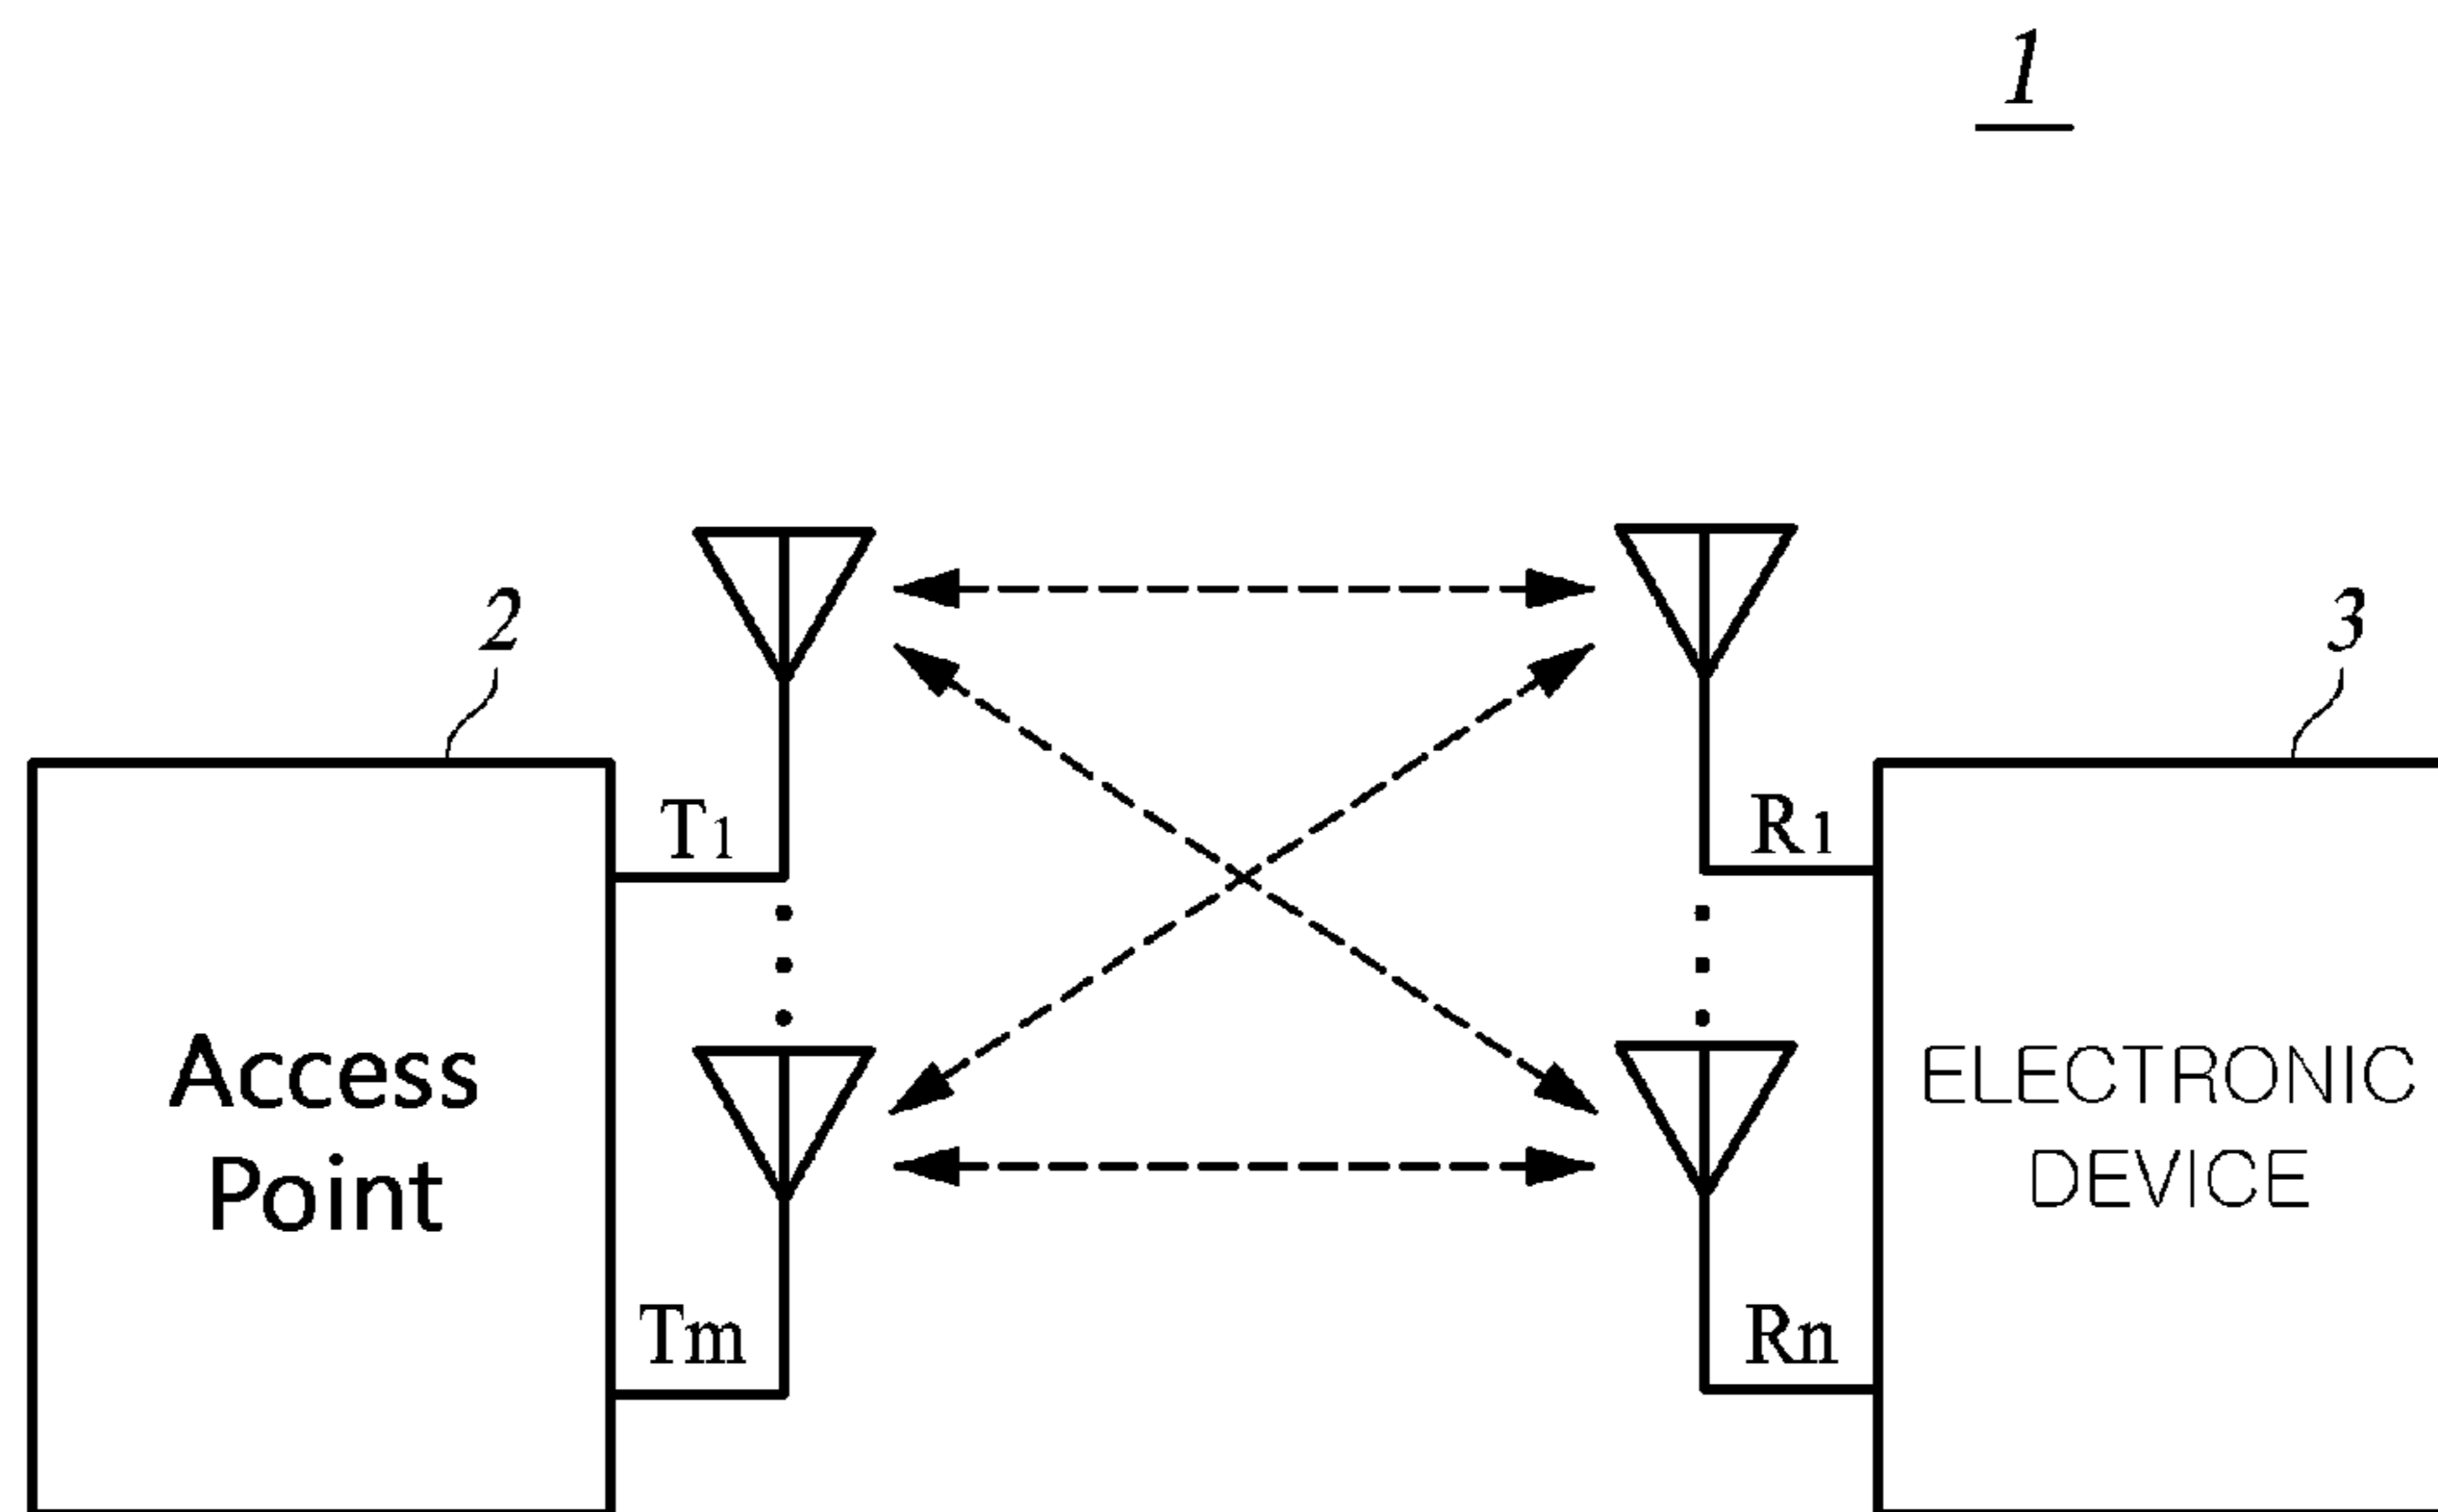 1
2
3
T1
R1
Access
Point
ELECTRONIC
DEVICE
Tm
Rn